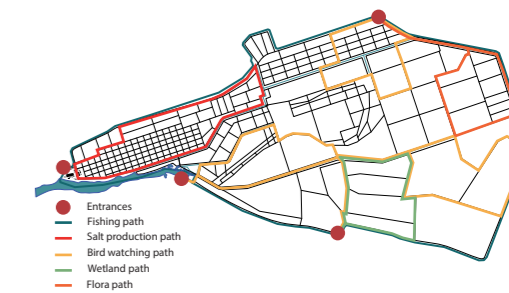 Entrances
Fishing path
Salt production path
Bird watching path
Wetland path
Flora path